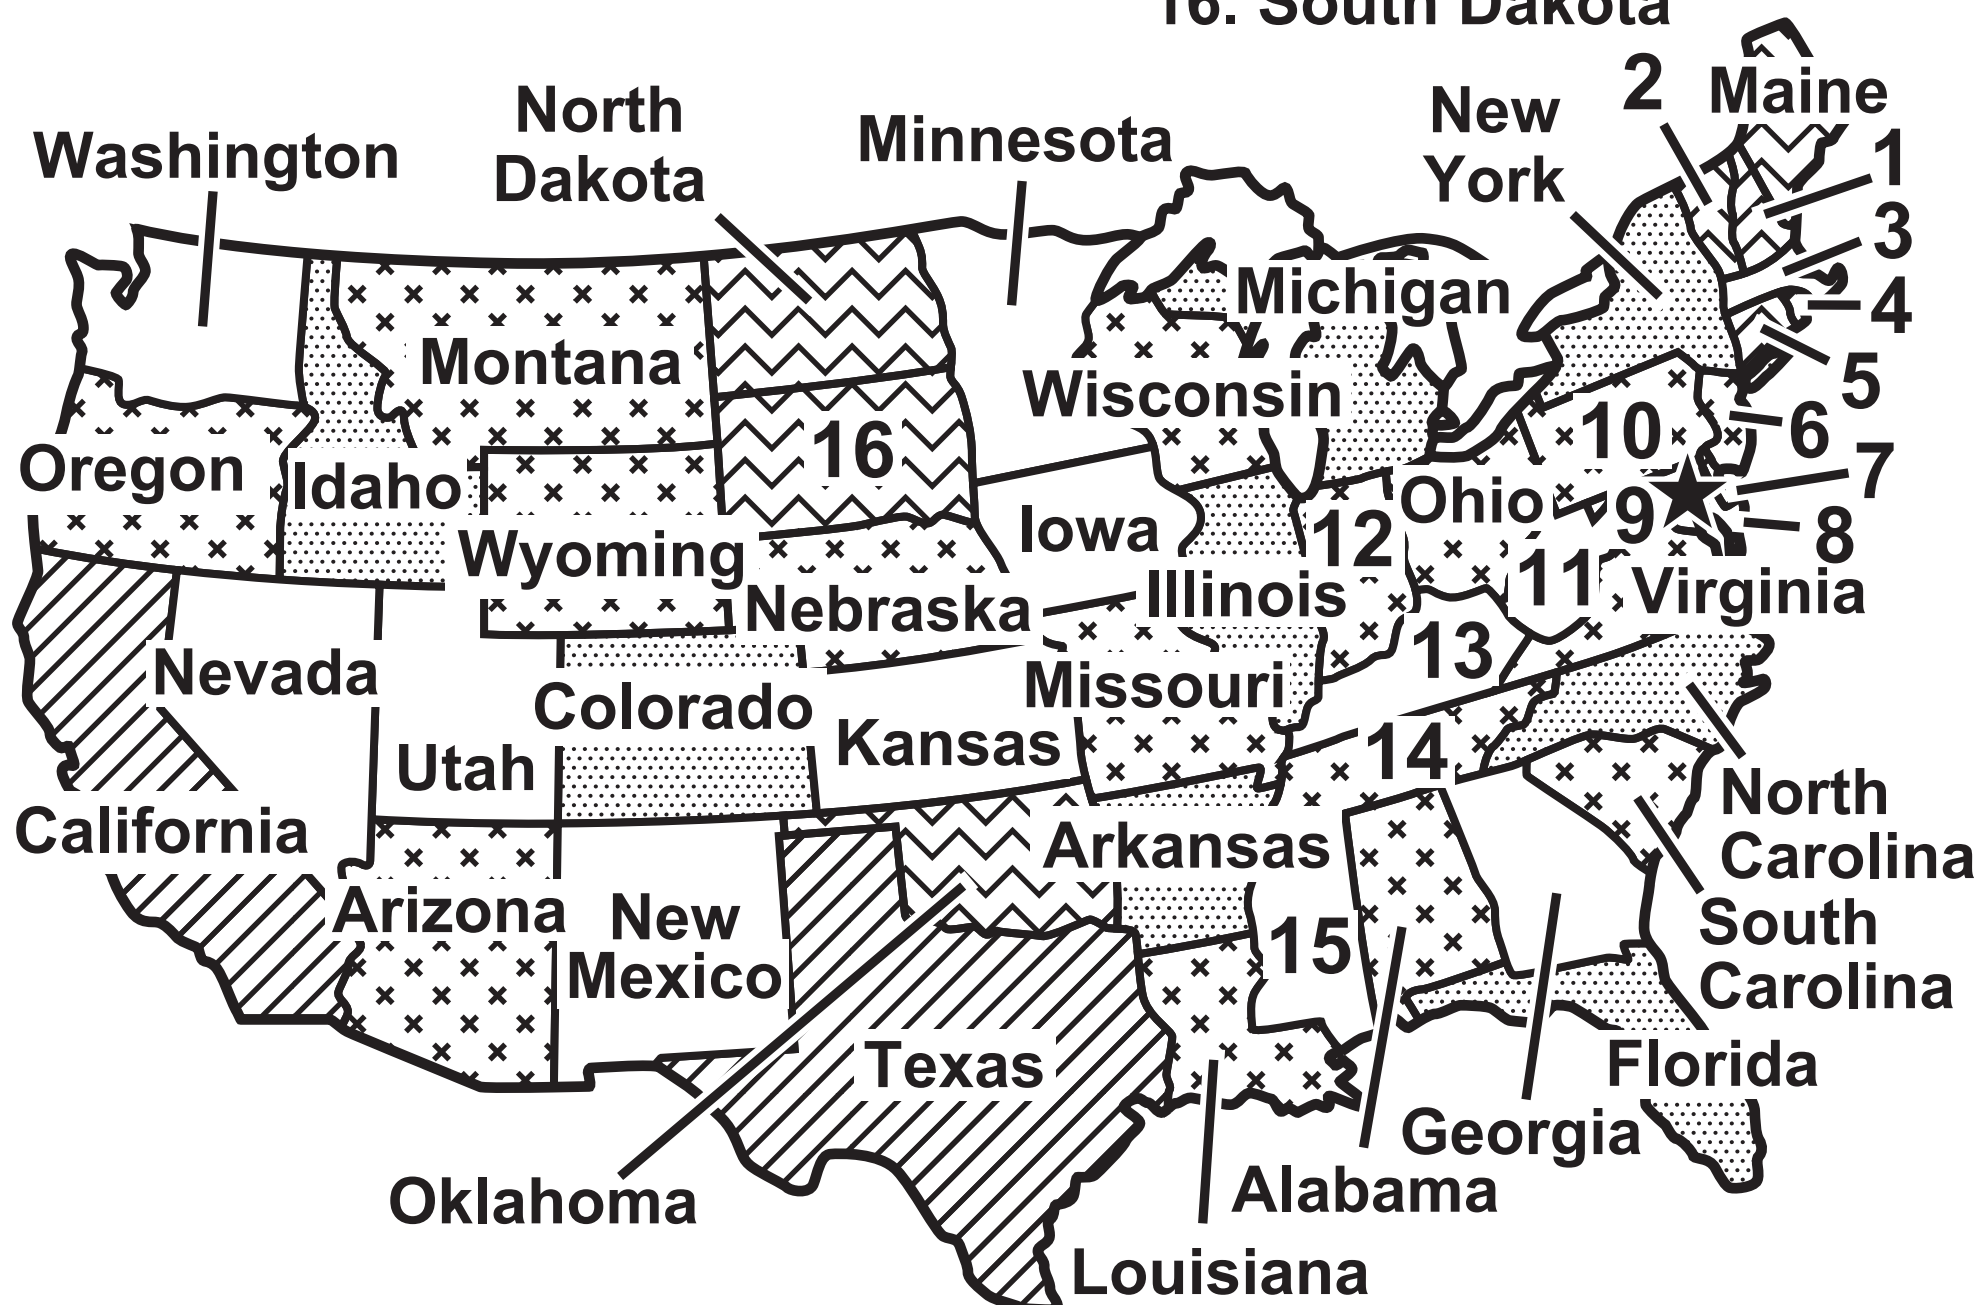 16. South Dakota
2
Maine
North
Dakota
New
York
Washington
Minnesota
1
3
4
5
6
7
8
Michigan
Montana
Wisconsin
10
16
Oregon
Idaho
Ohio
9
12
Iowa
Wyoming
11
Virginia
Nebraska
Illinois
13
Nevada
Missouri
Colorado
Kansas
14
Utah
North
Carolina
California
Arkansas
Arizona
New
Mexico
15
South
Carolina
Texas
Florida
Georgia
Oklahoma
Alabama
Louisiana